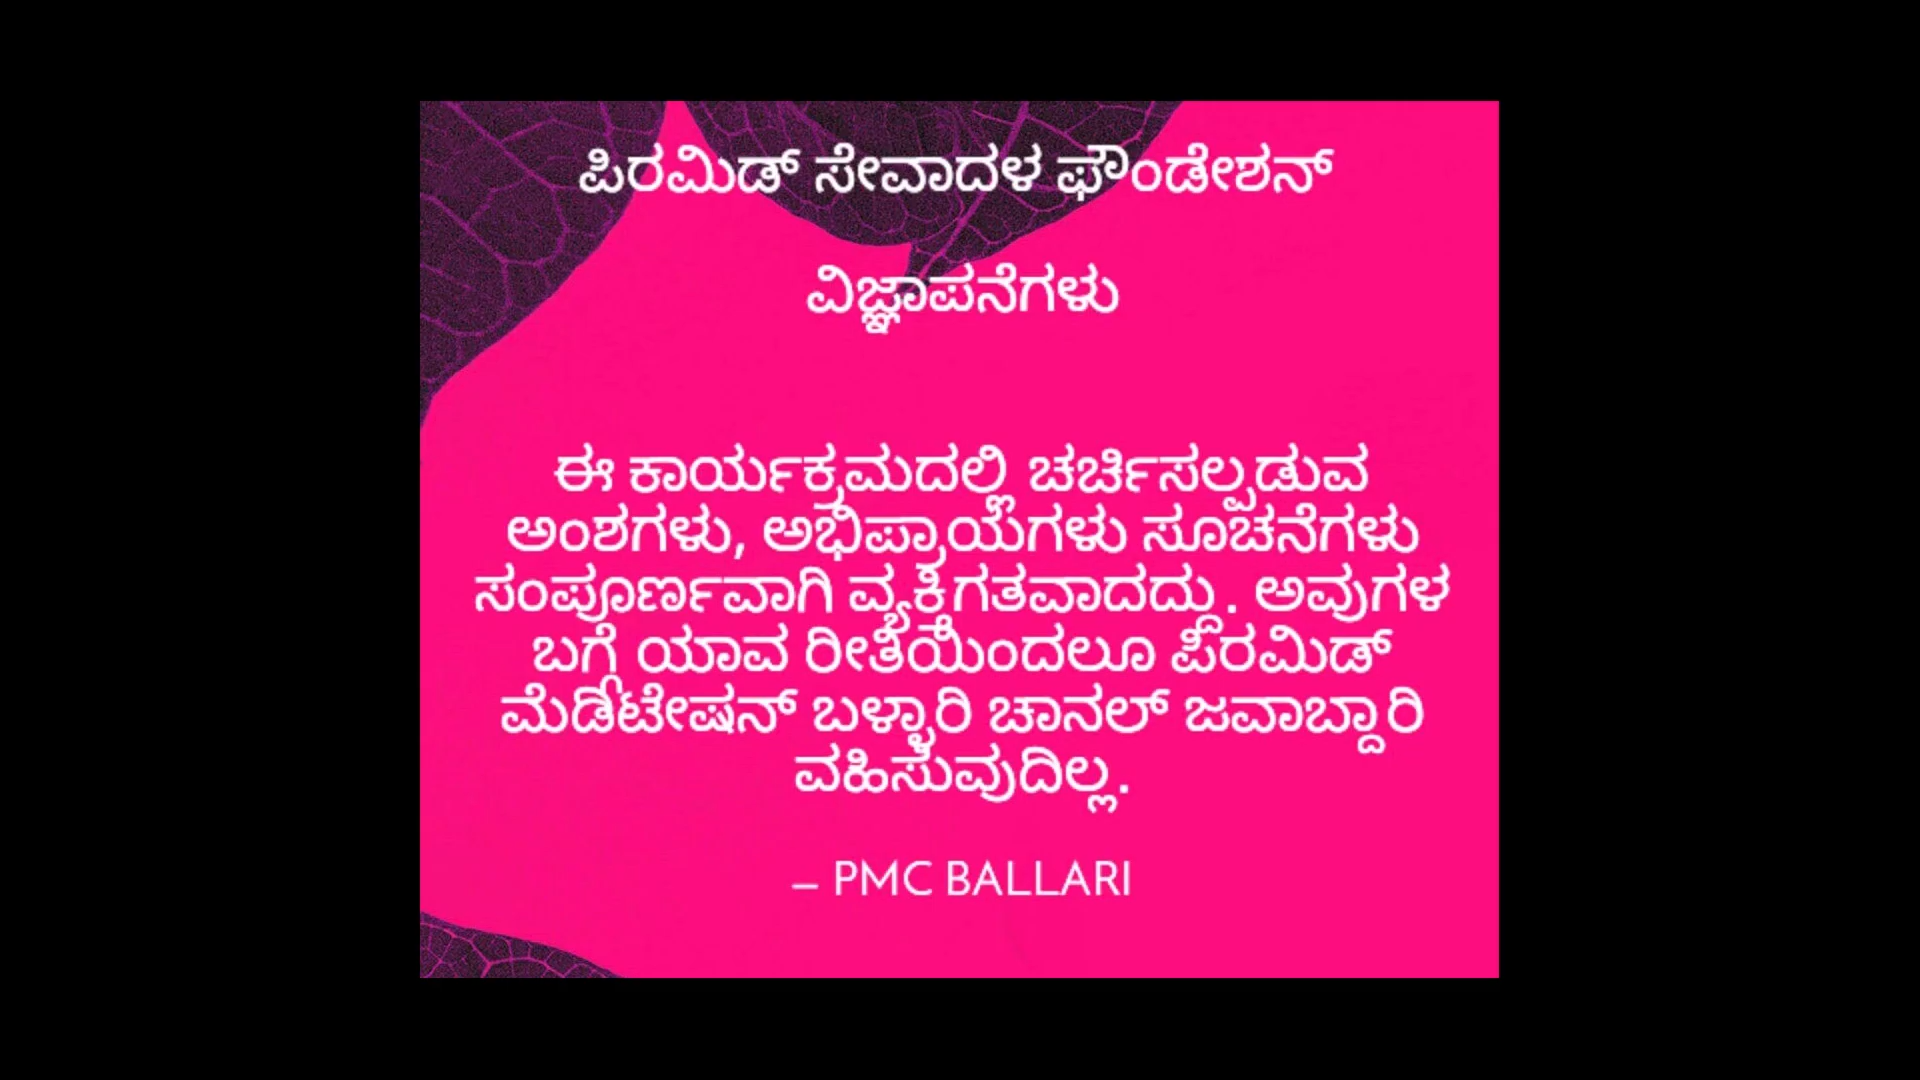 ಪಿರಮಿಡ್ ಸೇವಾದಳ ಫೌಂಡೇಶನ್
ವಿಜ್ಞಾಪನೆಗಳು
ಈ ಕಾರ್ಯಕ್ರಮದಲ್ಲಿ ಚರ್ಚಿಸಲ್ಪಡುವ
ಅಂಶಗಳು, ಅಭಿಪ್ರಾಯಗಳು ಸೂಚನೆಗಳು
ಸಂಪೂರ್ಣವಾಗಿ ವ್ಯಕ್ತಿಗತವಾದದ್ದು. ಅವುಗಳ
ಬಗ್ಗೆ ಯಾವ ರೀತಿಯಿಂದಲೂ ಪಿರಮಿಡ್
ಮೆಡಿಟೇಷನ್ ಬಳ್ಳಾರಿ ಚಾನಲ್ ಜವಾಬ್ದಾರಿ
ವಹಿಸುವುದಿಲ್ಲ.
– PMC BALLARI